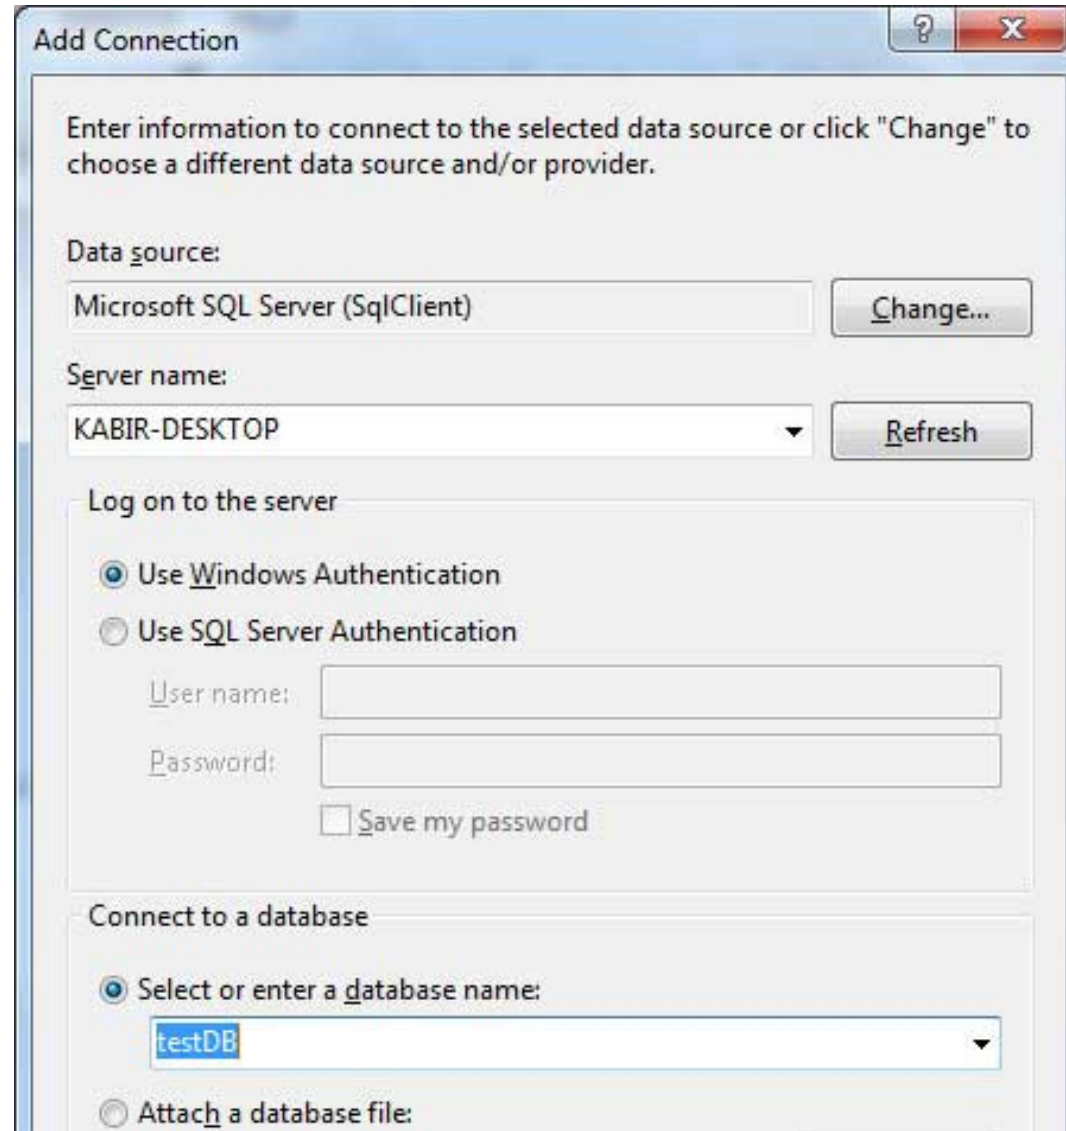 Add Connection
Enter information to connect to the selected data source or click "Change" to
choose a different data source and/or provider.
Data source:
Microsoft SQL Server (SqlClient)
Change...
Server name:
KABIR-DESKTOP
Refresh
Log on to the server
Use Windows Authentication
Use SQL Server Authentication
User name:
Password:
Save my password
Connect to a database
Select or enter a database name:
testDB
Attach a database file: